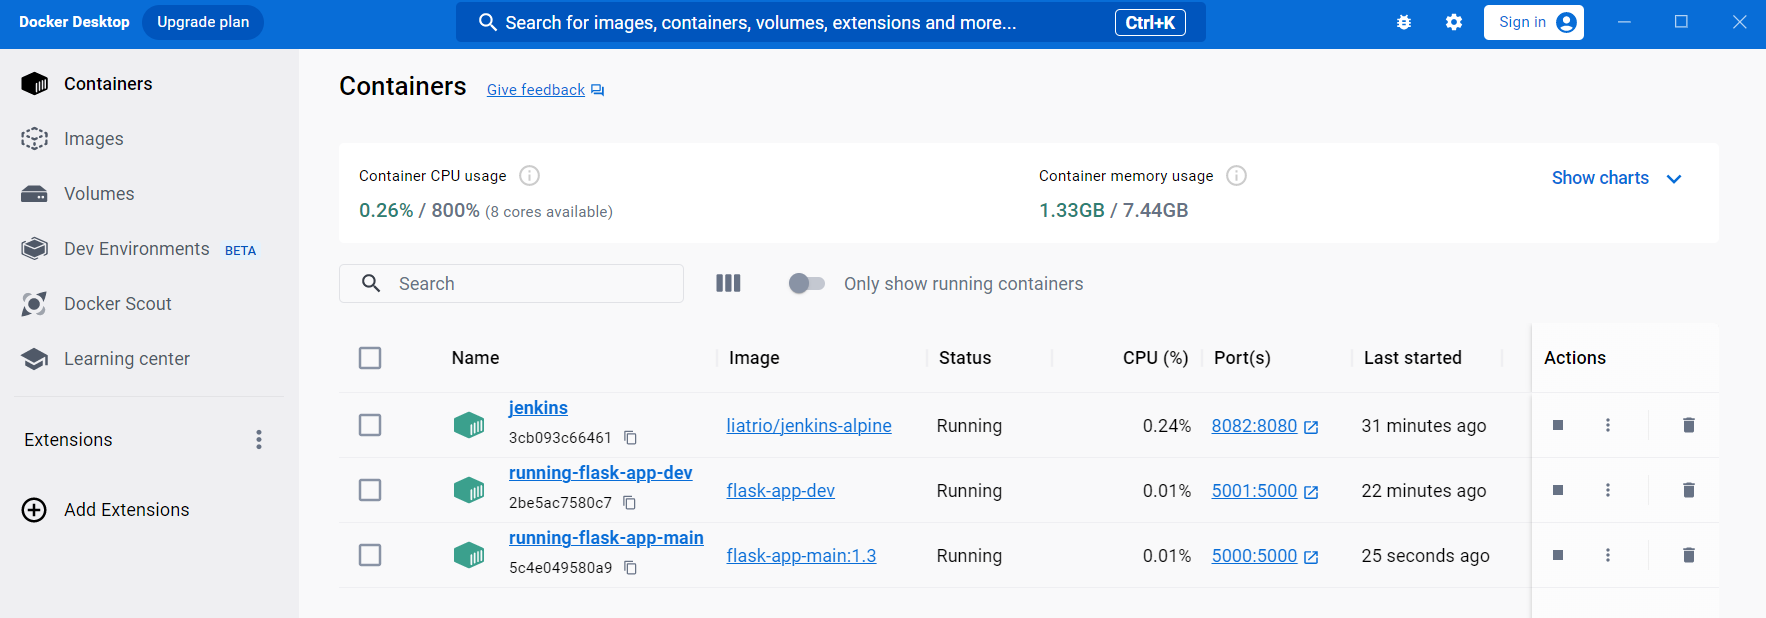 Docker Desktop Upgrade plan Search for images, containers, volumes, extensions and more... Ctrl+K Sign in
Containers
Images
Volumes
Dev Environments BETA
Docker Scout
Learning center
Extensions
Add Extensions
Containers Give feedback
Container CPU usage
0.26% / 800% (8 cores available)
Container memory usage
1.33GB / 7.44GB
Show charts
Search
Only show running containers
Name Image Status CPU (%) Port(s) Last started Actions
jenkins
3cb093c66461
liatrio/jenkins-alpine Running 0.24% 8082:8080 31 minutes ago
running-flask-app-dev
2be5ac7580c7
flask-app-dev Running 0.01% 5001:5000 22 minutes ago
running-flask-app-main
5c4e049580a9
flask-app-main:1.3 Running 0.01% 5000:5000 25 seconds ago